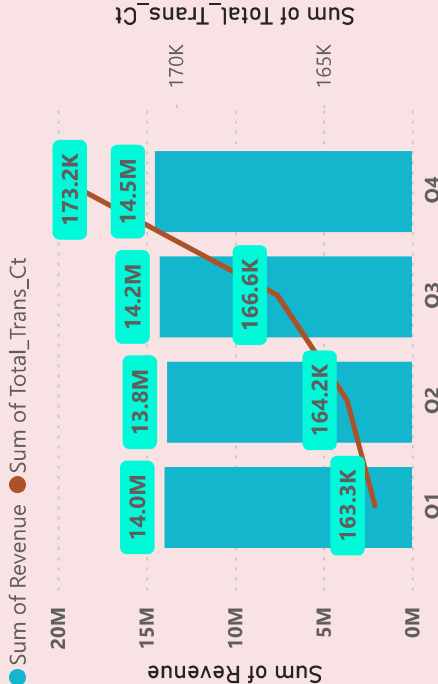 Sum of Revenue Sum of Total_Trans_Ct
Sum of Revenue
Sum of Total_Trans_Ct
20M
15M
10M
5M
0M
170K
165K
14.0M
13.8M
14.2M
14.5M
163.3K
164.2K
166.6K
173.2K
Q1 Q2 Q3 Q4